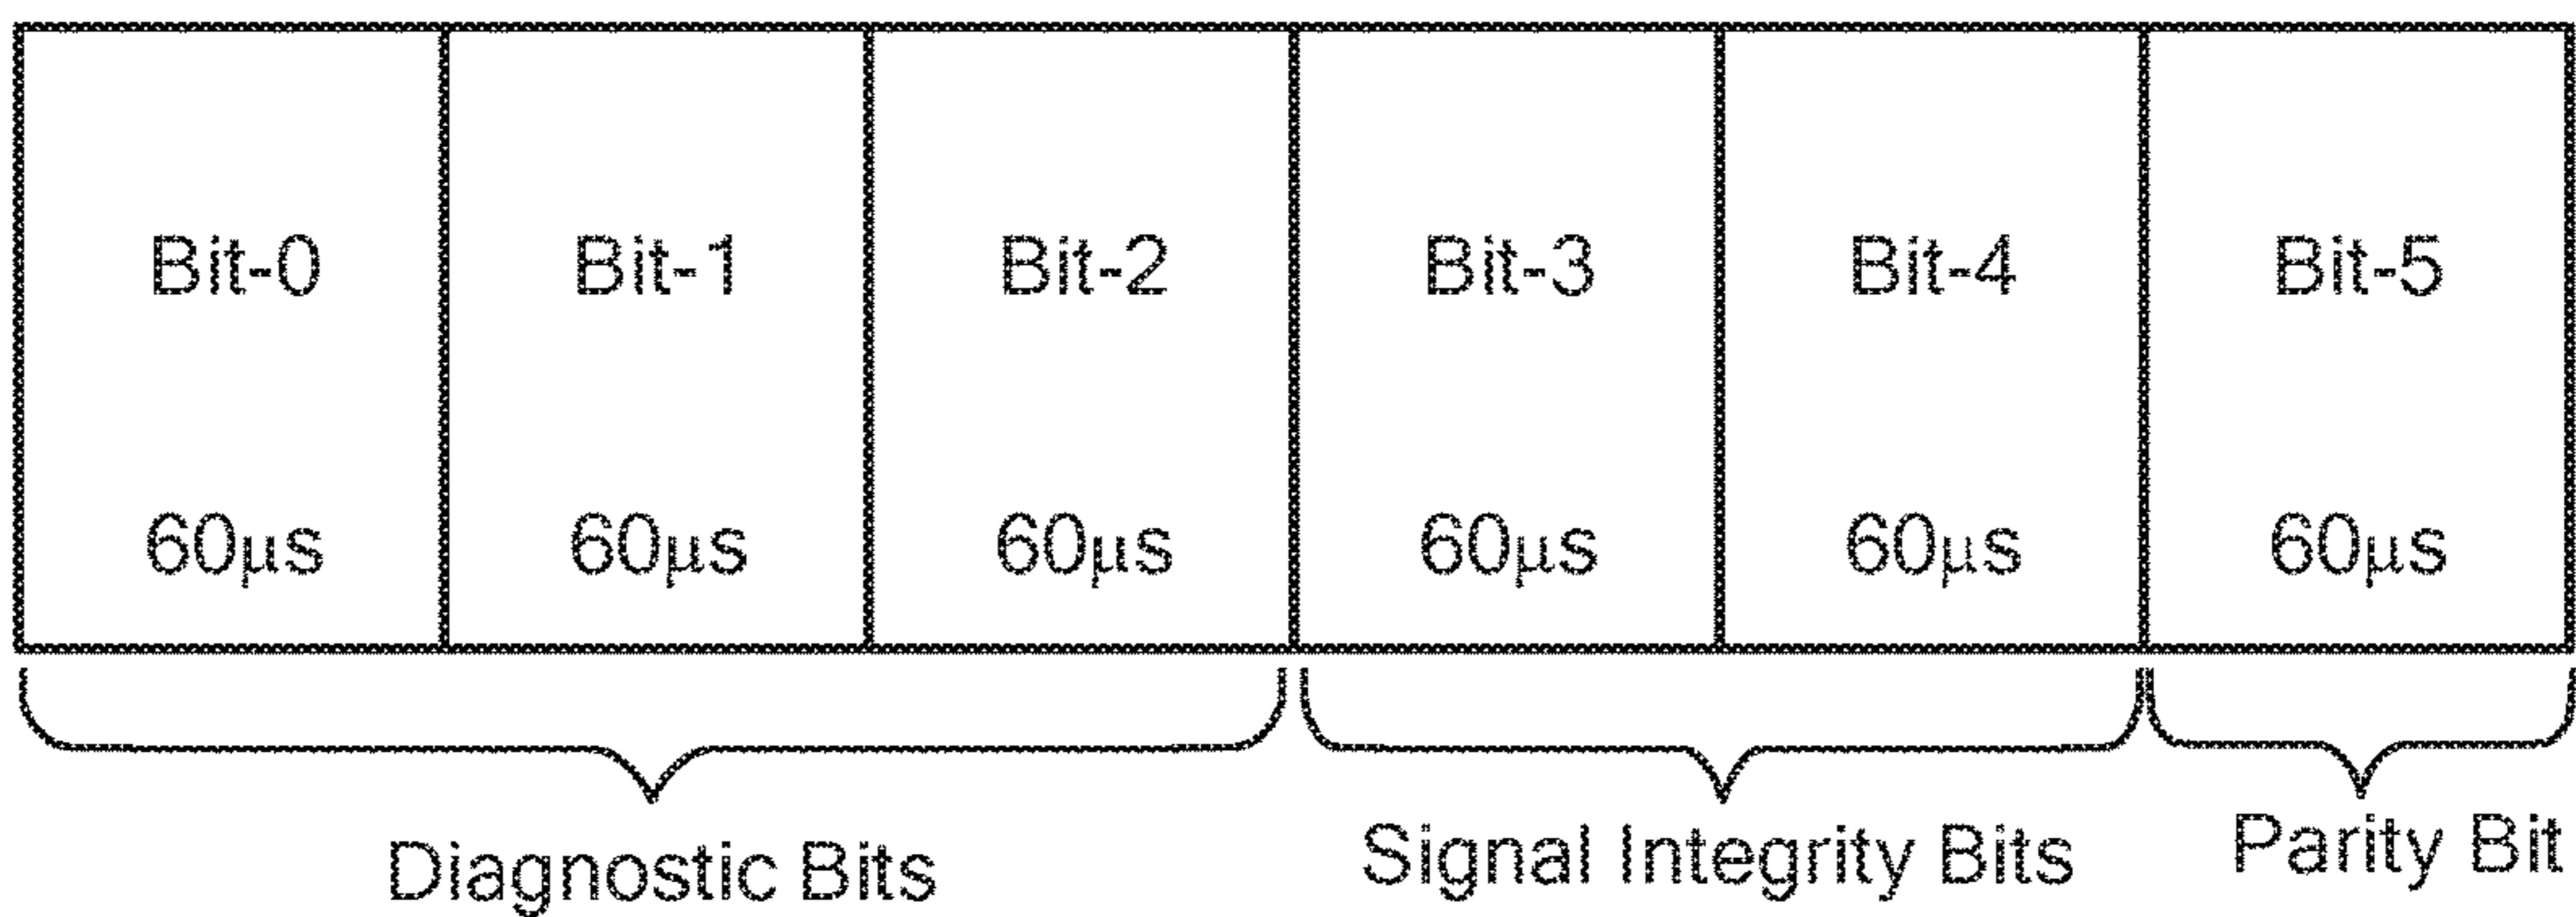 Bit-0 Bit-1 Bit-2 Bit-3 Bit-4 Bit-5
60μs 60μs 60μs 60μs 60μs 60μs
Diagnostic Bits Signal Integrity Bits Parity Bit